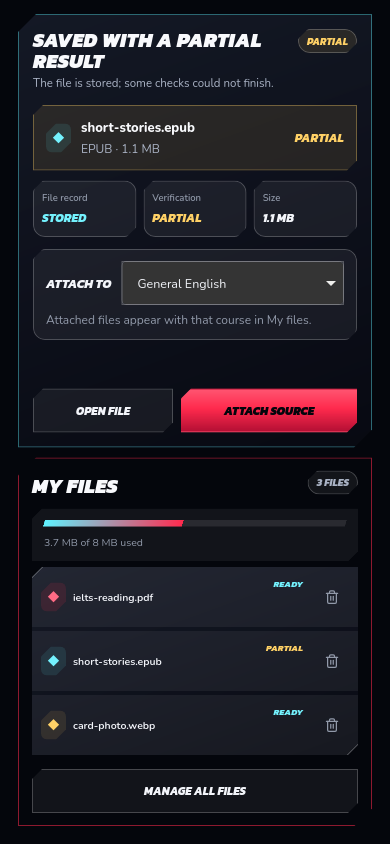 SAVED WITH A PARTIAL
RESULT
PARTIAL
The file is stored; some checks could not finish.
short-stories.epub
EPUB · 1.1 MB
PARTIAL
File record
STORED
Verification
PARTIAL
Size
1.1 MB
ATTACH TO
General English
Attached files appear with that course in My files.
OPEN FILE
ATTACH SOURCE
MY FILES
3 FILES
3.7 MB of 8 MB used
ielts-reading.pdf
READY
short-stories.epub
PARTIAL
card-photo.webp
READY
MANAGE ALL FILES